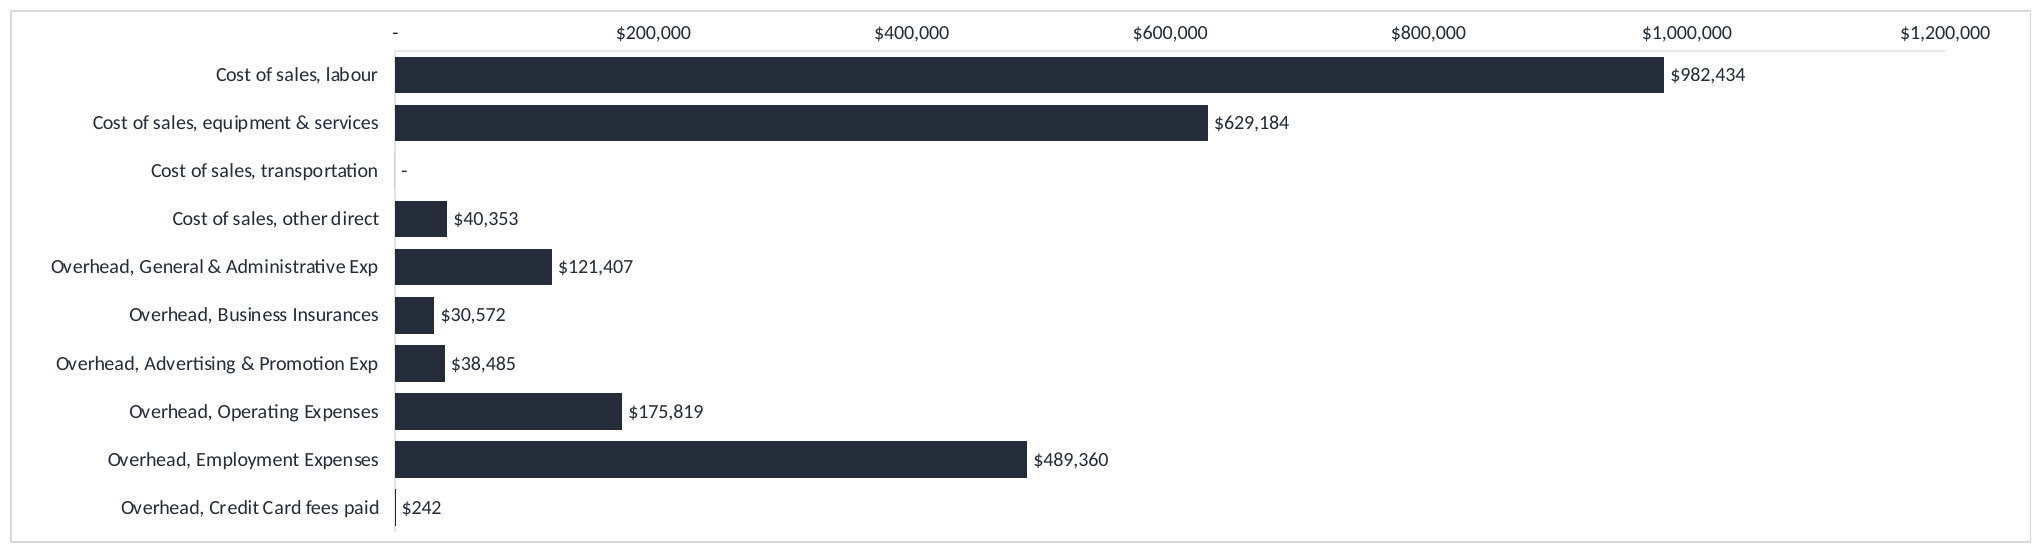 - $200,000 $400,000 $600,000 $800,000 $1,000,000 $1,200,000
Cost of sales, labour $982,434
Cost of sales, equipment & services $629,184
Cost of sales, transportation -
Cost of sales, other direct $40,353
Overhead, General & Administrative Exp $121,407
Overhead, Business Insurances $30,572
Overhead, Advertising & Promotion Exp $38,485
Overhead, Operating Expenses $175,819
Overhead, Employment Expenses $489,360
Overhead, Credit Card fees paid $242